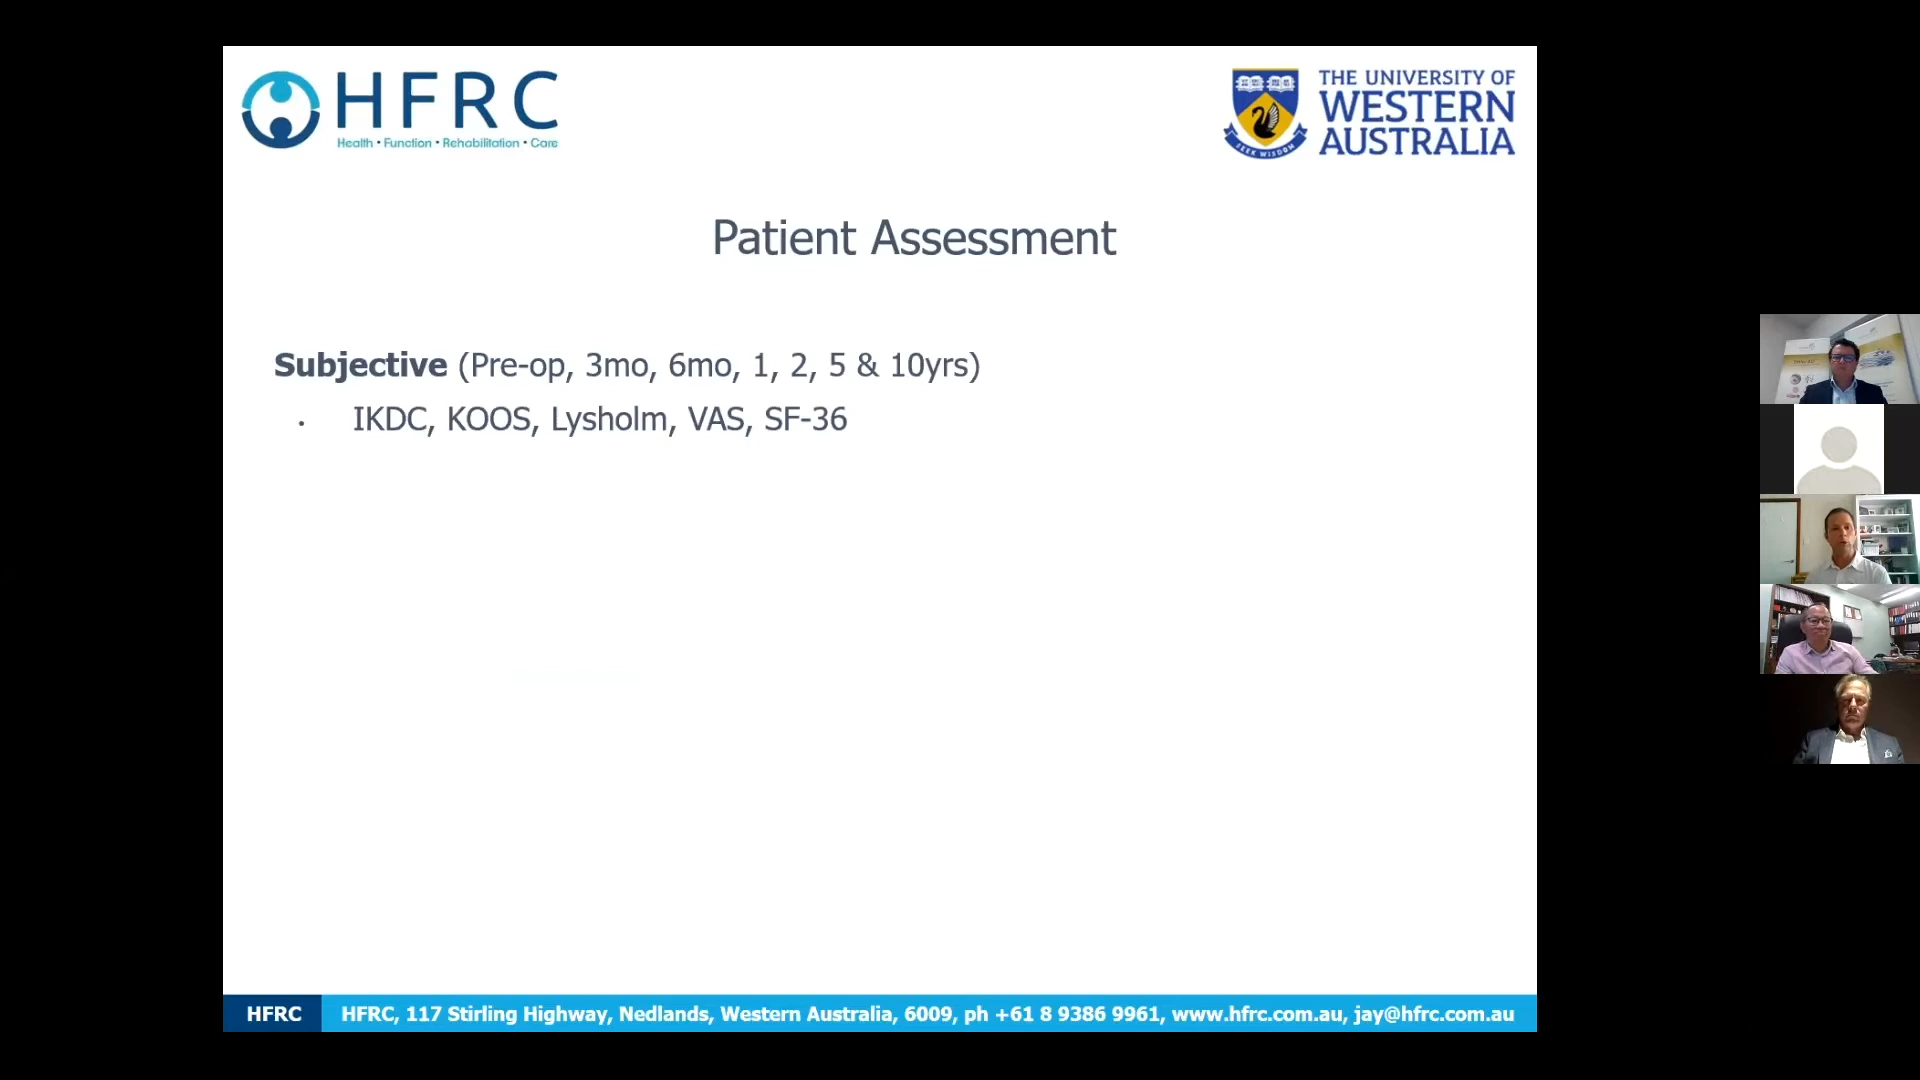 HFRC
Health • Function • Rehabilitation • Care
THE UNIVERSITY OF
WESTERN
AUSTRALIA
SEEK WISDOM
Patient Assessment
Subjective (Pre-op, 3mo, 6mo, 1, 2, 5 & 10yrs)
• IKDC, KOOS, Lysholm, VAS, SF-36
HFRC
HFRC, 117 Stirling Highway, Nedlands, Western Australia, 6009, ph +61 8 9386 9961, www.hfrc.com.au, jay@hfrc.com.au